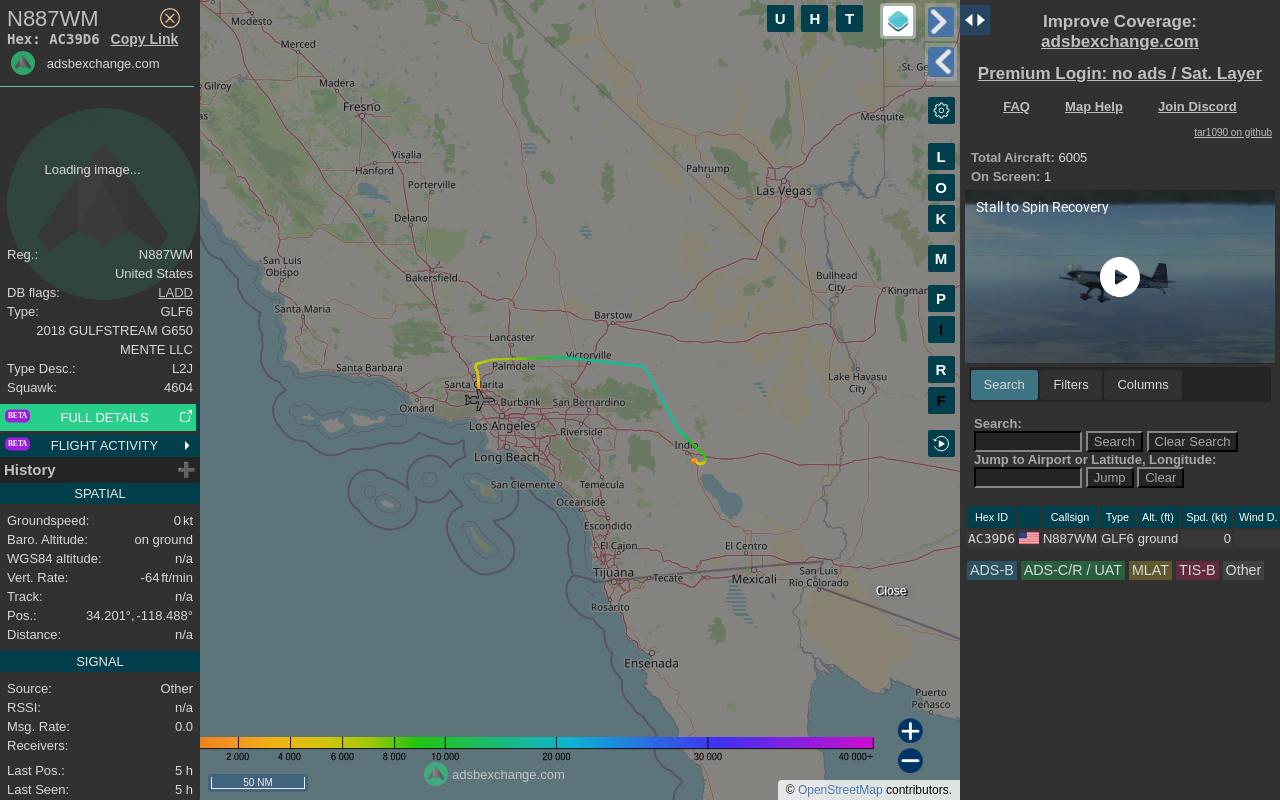 N887WM
Hex: AC39D6 Copy Link
adsbexchange.com
Loading image...
Reg.: N887WM
United States
DB flags: LADD
Type: GLF6
2018 GULFSTREAM G650
MENTE LLC
Type Desc.: L2J
Squawk: 4604
BETA FULL DETAILS
BETA FLIGHT ACTIVITY
History
SPATIAL
Groundspeed: 0 kt
Baro. Altitude: on ground
WGS84 altitude: n/a
Vert. Rate: -64 ft/min
Track: n/a
Pos.: 34.201°, -118.488°
Distance: n/a
SIGNAL
Source: Other
RSSI: n/a
Msg. Rate: 0.0
Receivers:
Last Pos.: 5 h
Last Seen: 5 h
Modesto
Merced
Gilroy
as
Madera
Fresno
Visalia
Hanford
Porterville
Delano
San Luis
Obispo
Bakersfield
Santa Maria
Santa Barbara
Oxnard
Lancaster
Palmdale
Santa Clarita
Burbank
Los Angeles
Long Beach
Barstow
Victorville
San Bernardino
Riverside
Indio
San Clemente
Temecula
Oceanside
Escondido
El Cajon
Tijuana
Tecate
Rosarito
Ensenada
El Centro
Mexicali
San Luis
Río Colorado
Puerto
Peñasco
Pahrump
Las Vegas
Mesquite
St. Ge
Bullhead
City
Kingman
Lake Havasu
City
U H T
L
O
K
M
P
I
R
F
Close
2 000 4 000 6 000 8 000 10 000 20 000 30 000 40 000+
adsbexchange.com
50 NM
© OpenStreetMap contributors.
Improve Coverage:
adsbexchange.com
Premium Login: no ads / Sat. Layer
FAQ Map Help Join Discord
tar1090 on github
Total Aircraft: 6005
On Screen: 1
Stall to Spin Recovery
Search Filters Columns
Search:
Search Clear Search
Jump to Airport or Latitude, Longitude:
Jump Clear
Hex ID Callsign Type Alt. (ft) Spd. (kt) Wind D.
AC39D6 N887WM GLF6 ground 0
ADS-B ADS-C/R / UAT MLAT TIS-B Other